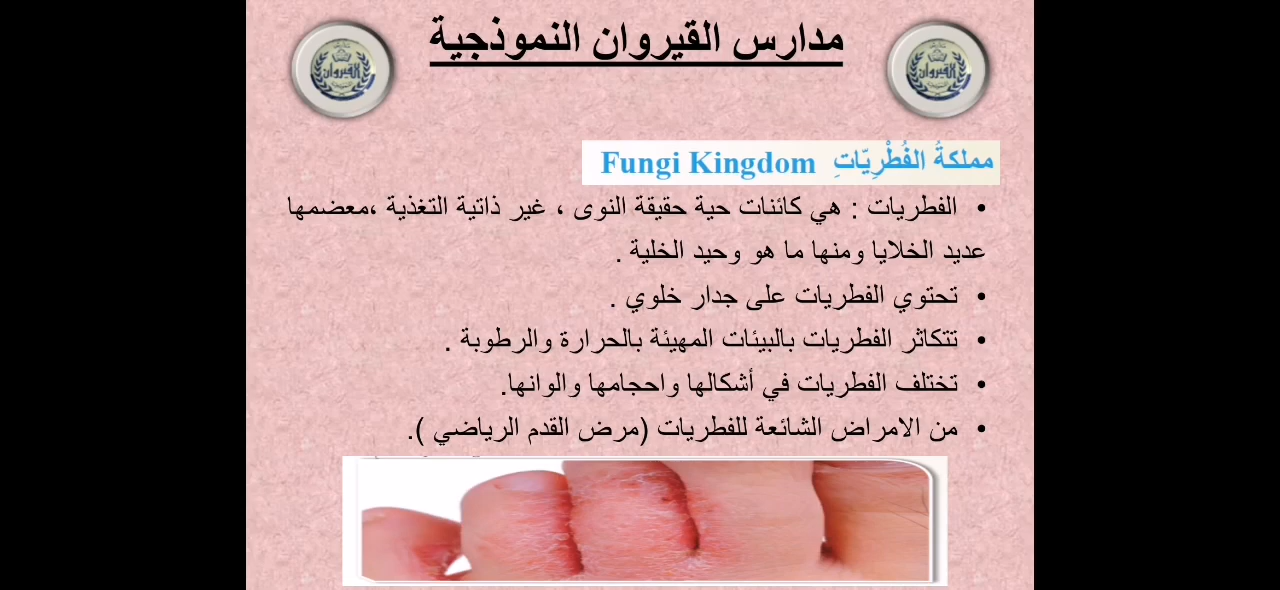 مدارس القيروان النموذجية
القيروان
القيروان
مملكةُ الفُطْرِيّاتِ Fungi Kingdom
• الفطريات : هي كائنات حية حقيقة النوى ، غير ذاتية التغذية ،معضمها
عديد الخلايا ومنها ما هو وحيد الخلية .
• تحتوي الفطريات على جدار خلوي .
• تتكاثر الفطريات بالبيئات المهيئة بالحرارة والرطوبة .
• تختلف الفطريات في أشكالها واحجامها والوانها.
• من الامراض الشائعة للفطريات (مرض القدم الرياضي ).